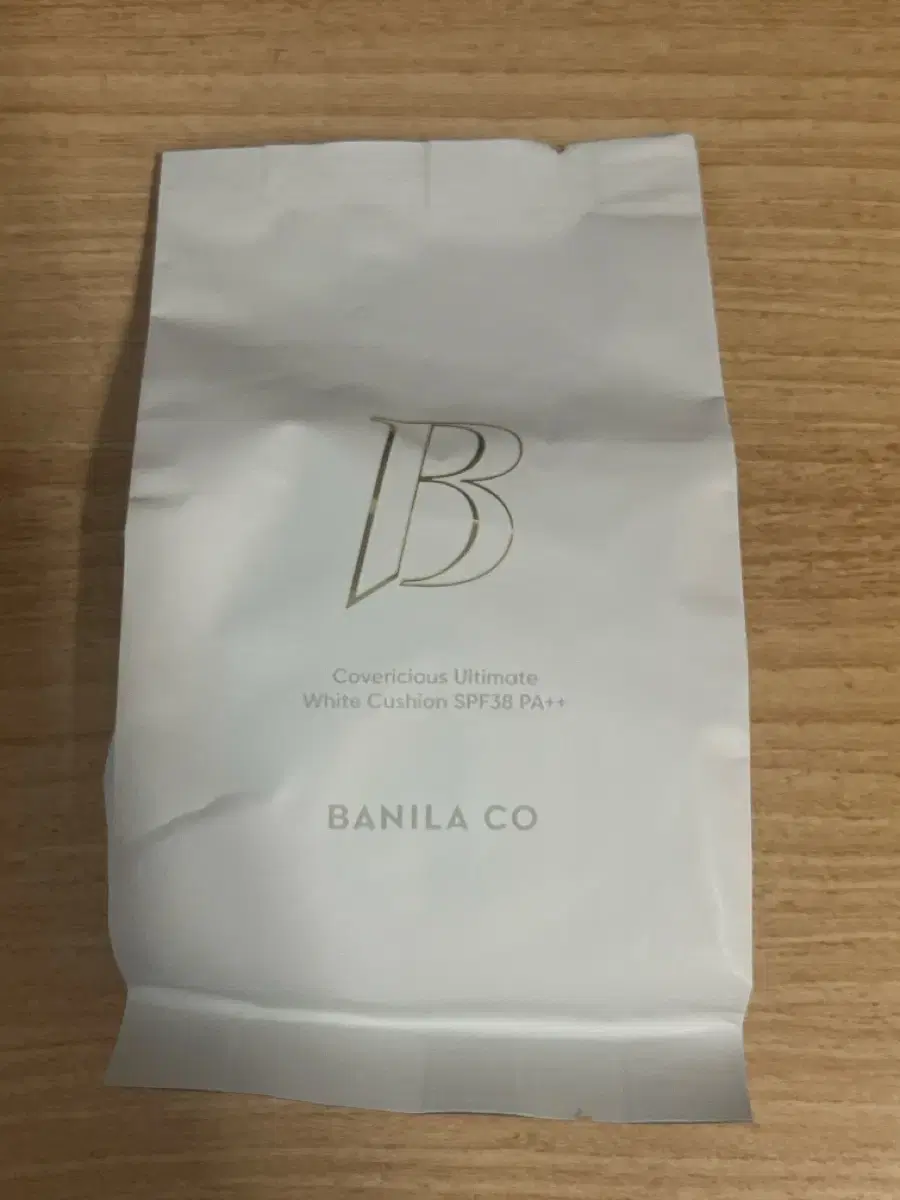 B
Covericious Ultimate
White Cushion SPF38 PA++
BANILA CO